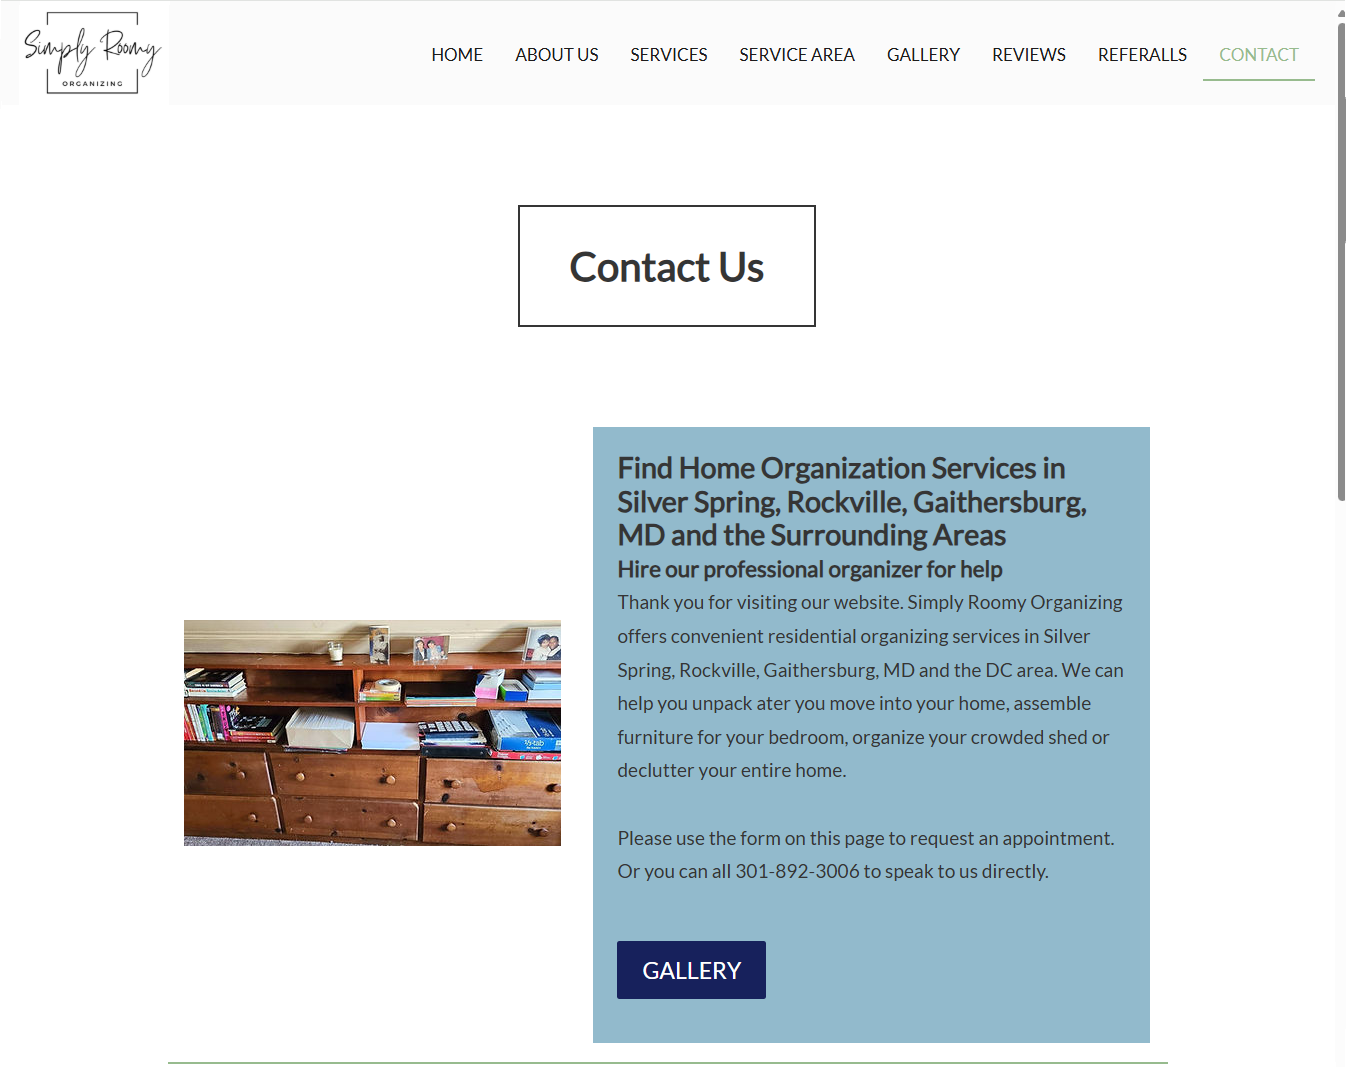 Simply Roomy
ORGANIZING
HOME ABOUT US SERVICES SERVICE AREA GALLERY REVIEWS REFERALLS CONTACT
Contact Us
Find Home Organization Services in
Silver Spring, Rockville, Gaithersburg,
MD and the Surrounding Areas
Hire our professional organizer for help
Thank you for visiting our website. Simply Roomy Organizing
offers convenient residential organizing services in Silver
Spring, Rockville, Gaithersburg, MD and the DC area. We can
help you unpack ater you move into your home, assemble
furniture for your bedroom, organize your crowded shed or
declutter your entire home.
Please use the form on this page to request an appointment.
Or you can all 301-892-3006 to speak to us directly.
GALLERY